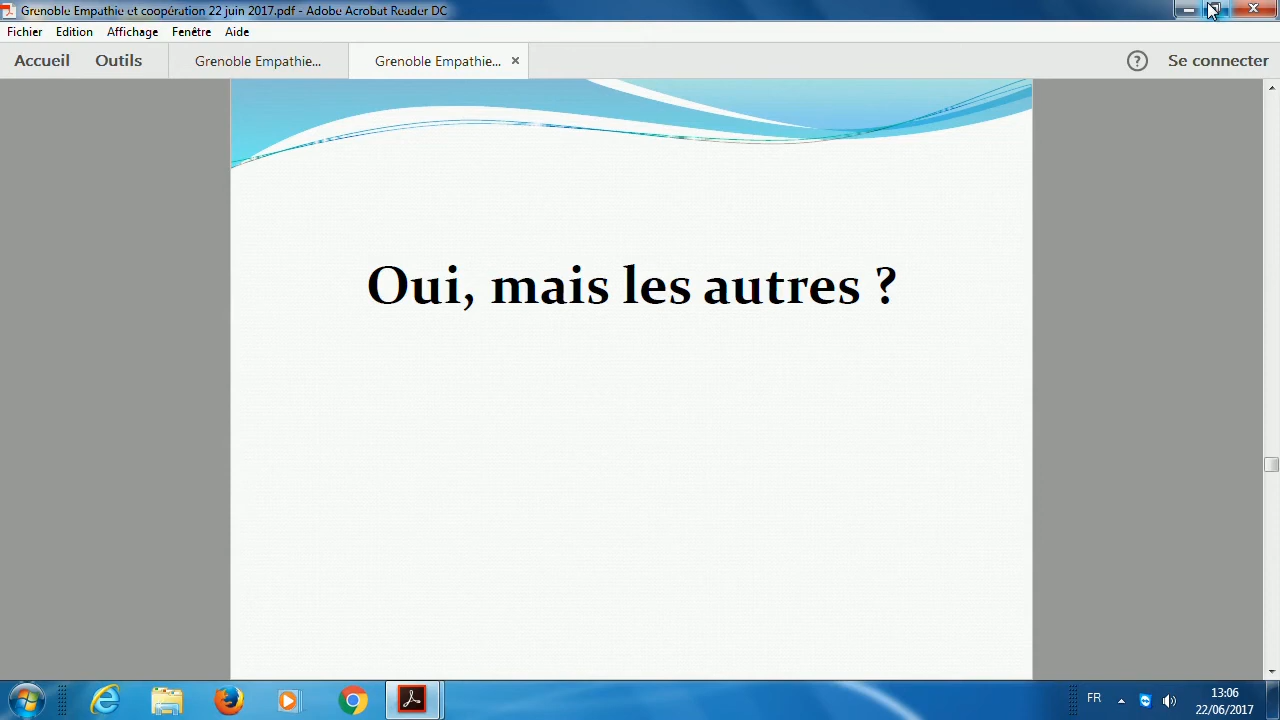 Grenoble Empathie et coopération 22 juin 2017.pdf - Adobe Acrobat Reader DC
Fichier Edition Affichage Fenêtre Aide
Accueil Outils Grenoble Empathie... Grenoble Empathie... × ? Se connecter
Oui, mais les autres ?
FR 13:06
22/06/2017